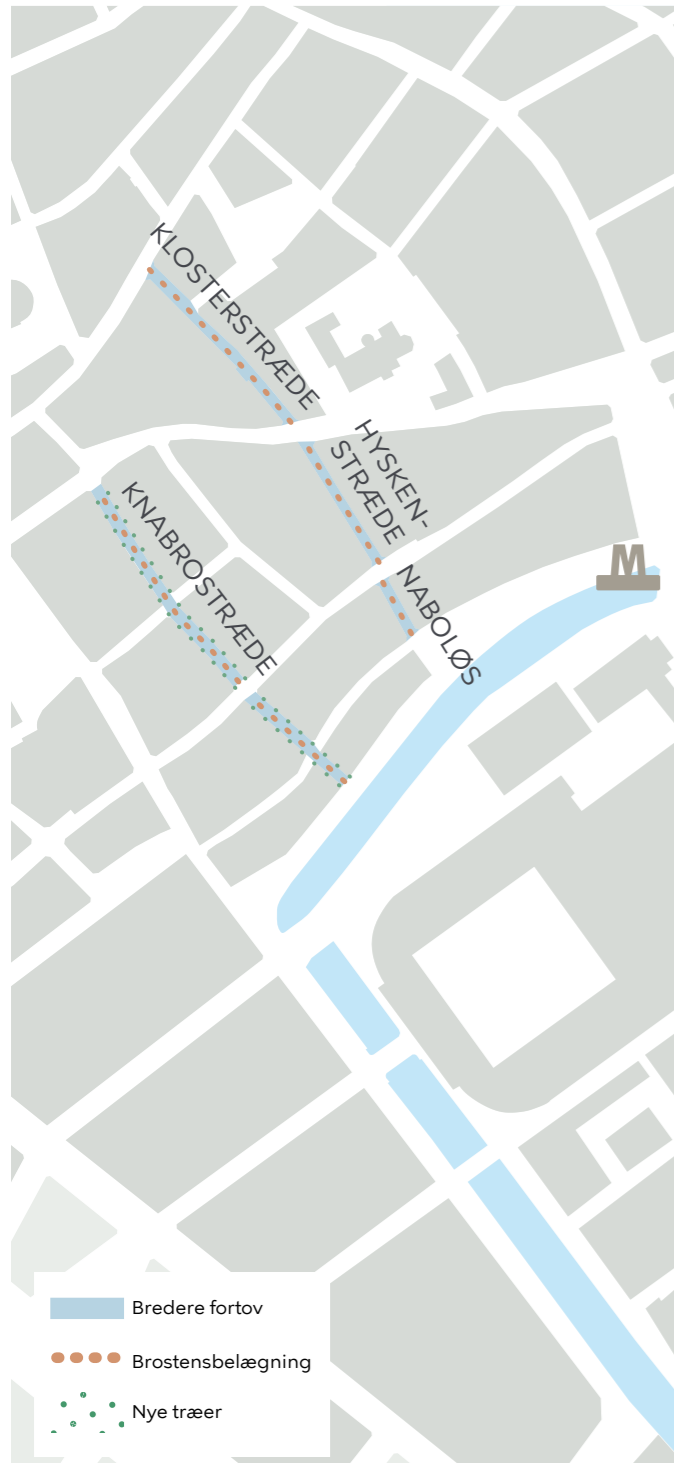 KLOSTERSTRÆDE
HYSKEN-
STRÆDE
KNABROSTRÆDE
NABOLØS
M
Bredere fortov
Brostensbelægning
Nye træer